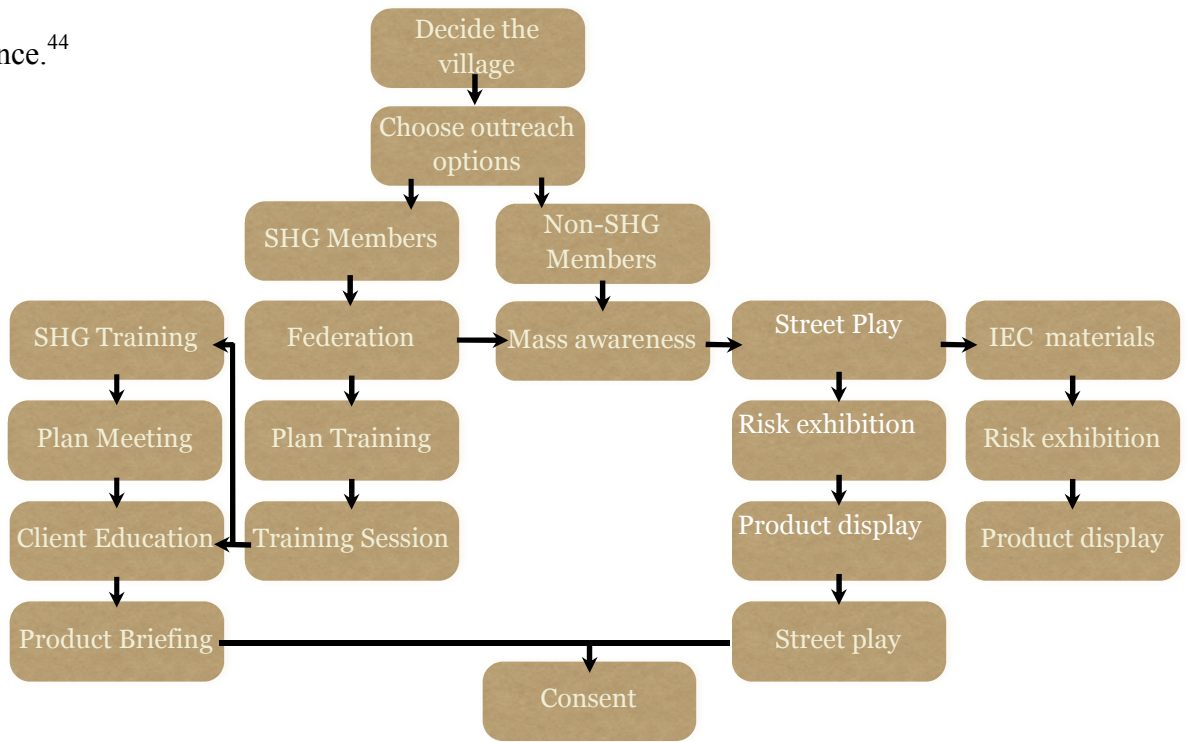 nce.44
Decide the
village
Choose outreach
options
SHG Members
Non-SHG
Members
SHG Training
Federation
Mass awareness
Street Play
IEC materials
Plan Meeting
Plan Training
Risk exhibition
Risk exhibition
Client Education
Training Session
Product display
Product display
Product Briefing
Street play
Consent